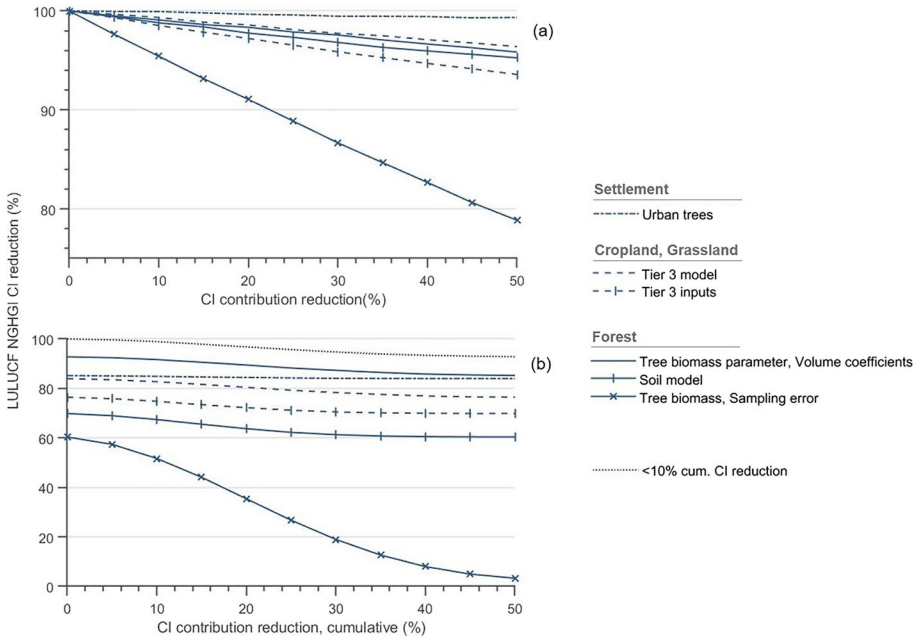 LULUCF NGHGI CI reduction (%)
100
90
80
0
10
20
30
40
50
CI contribution reduction(%)
(a)
100
80
60
40
20
0
0
10
20
30
40
50
CI contribution reduction, cumulative (%)
(b)
Settlement
Urban trees
Cropland, Grassland
Tier 3 model
Tier 3 inputs
Forest
Tree biomass parameter, Volume coefficients
Soil model
Tree biomass, Sampling error
<10% cum. CI reduction